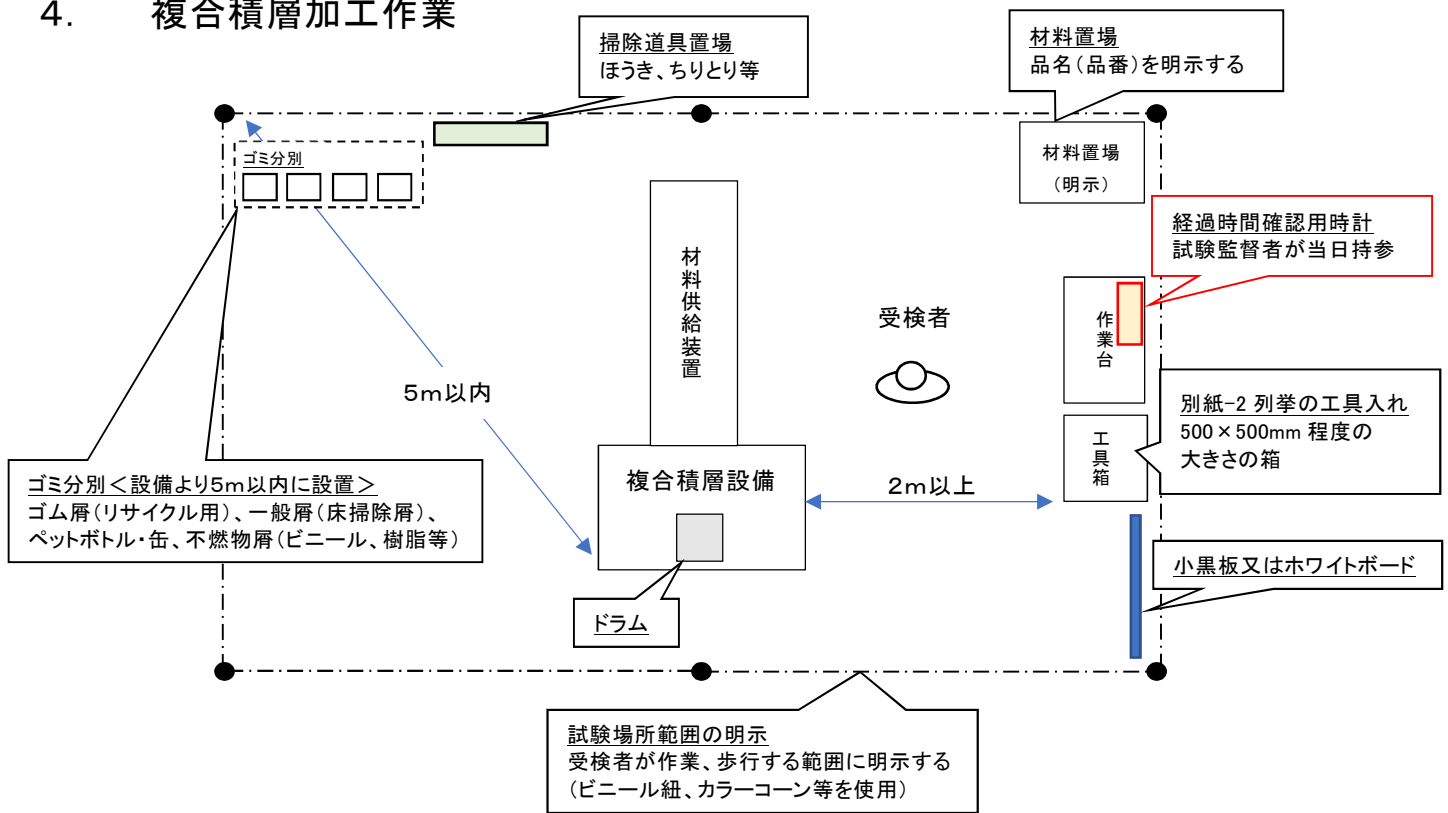 4. 複合積層加工作業
掃除道具置場
ほうき、ちりとり等
材料置場
品名(品番)を明示する
ゴミ分別
材料置場
(明示)
経過時間確認用時計
試験監督者が当日持参
材料供給装置
受検者
作業台
5m以内
別紙-2 列挙の工具入れ
500×500mm 程度の
大きさの箱
工具箱
ゴミ分別<設備より5m以内に設置>
ゴム屑(リサイクル用)、一般屑(床掃除屑)、
ペットボトル・缶、不燃物屑(ビニール、樹脂等)
複合積層設備
2m以上
小黒板又はホワイトボード
ドラム
試験場所範囲の明示
受検者が作業、歩行する範囲に明示する
(ビニール紐、カラーコーン等を使用)